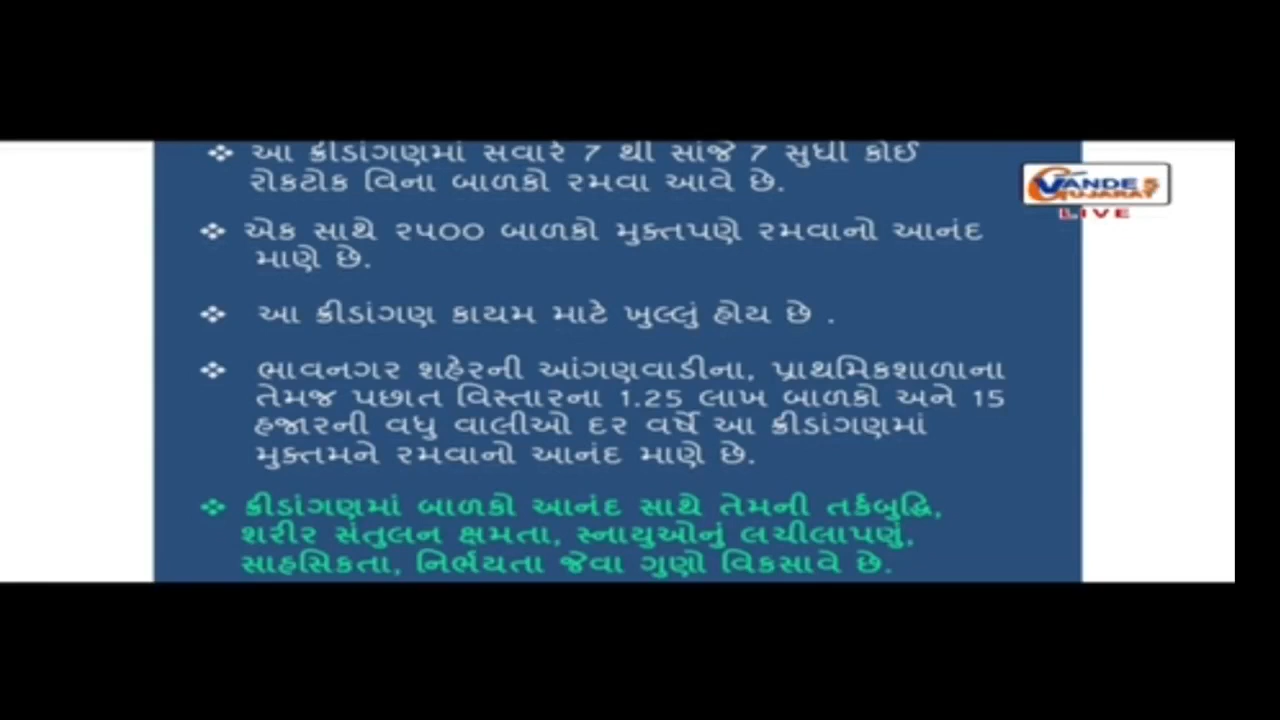 ❖ આ ક્રીડાંગણમાં સવારે 7 થી સાંજે 7 સુધી કોઈ
રોકટોક વિના બાળકો રમવા આવે છે.
❖ એક સાથે ૨૫૦૦ બાળકો મુક્તપણે રમવાનો આનંદ
માણે છે.
❖ આ ક્રીડાંગણ કાયમ માટે ખુલ્લું હોય છે .
❖ ભાવનગર શહેરની આંગણવાડીના, પ્રાથમિકશાળાના
તેમજ પછાત વિસ્તારના 1.25 લાખ બાળકો અને 15
હજારની વધુ વાલીઓ દર વર્ષે આ ક્રીડાંગણમાં
મુક્તમને રમવાનો આનંદ માણે છે.
❖ ક્રીડાંગણમાં બાળકો આનંદ સાથે તેમની તર્કબુદ્ધિ,
શરીર સંતુલન ક્ષમતા, સ્નાયુઓનું લચીલાપણું,
સાહસિકતા, નિર્ભયતા જેવા ગુણો વિકસાવે છે.
VANDE 5
GUJARAT
LIVE